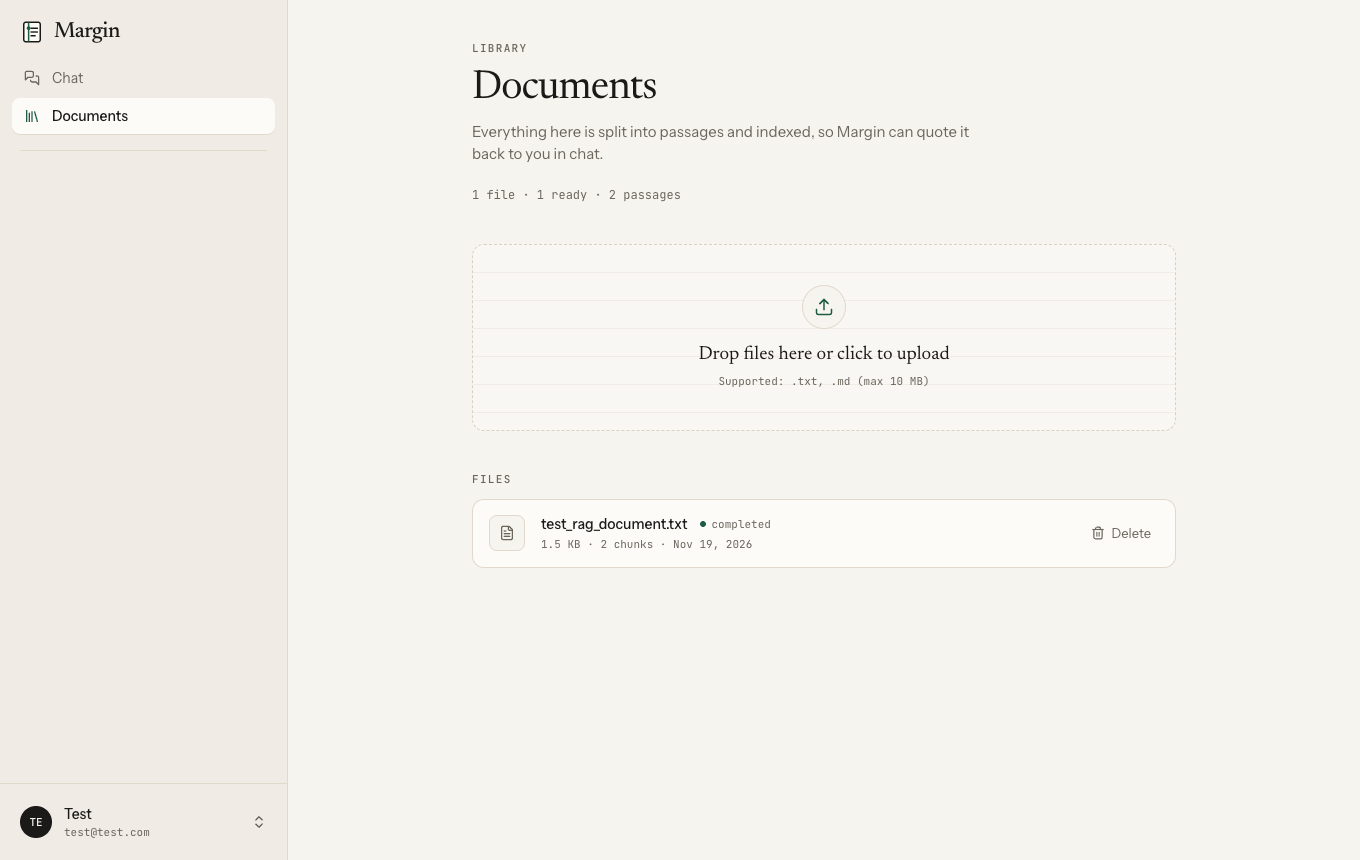 Margin
Chat
Documents
LIBRARY
Documents
Everything here is split into passages and indexed, so Margin can quote it
back to you in chat.
1 file · 1 ready · 2 passages
Drop files here or click to upload
Supported: .txt, .md (max 10 MB)
FILES
test_rag_document.txt completed
1.5 KB · 2 chunks · Nov 19, 2026
Delete
TE
Test
test@test.com